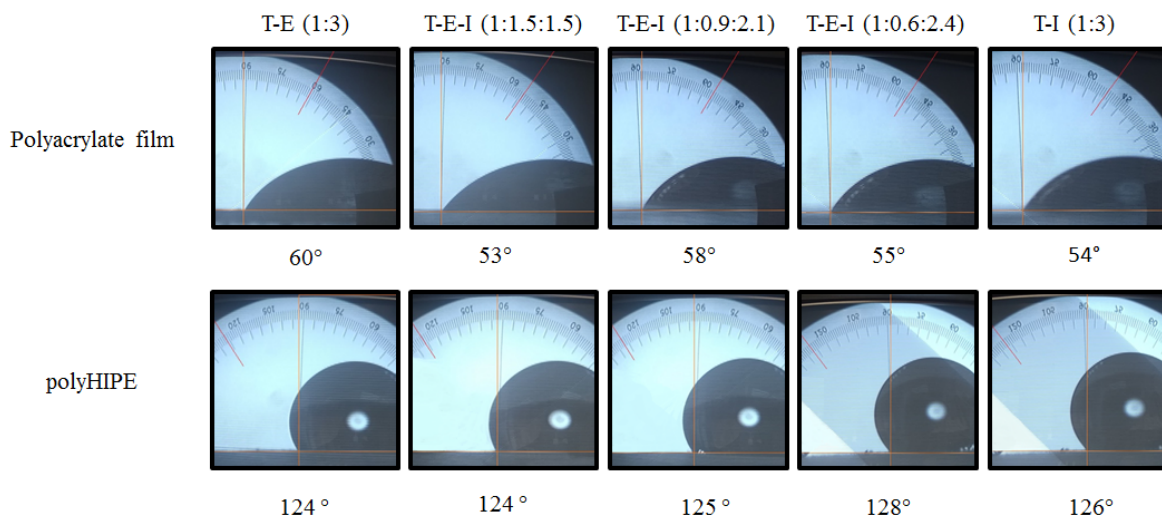 T-E (1:3) T-E-I (1:1.5:1.5) T-E-I (1:0.9:2.1) T-E-I (1:0.6:2.4) T-I (1:3)
Polyacrylate film
60° 53° 58° 55° 54°
polyHIPE
124 ° 124 ° 125° 128° 126°